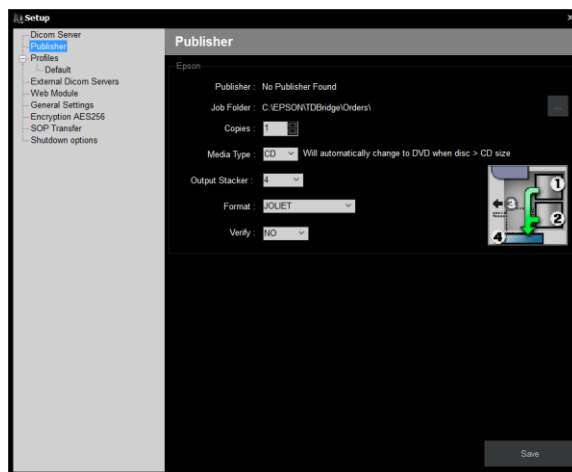 Setup
Dicom Server
Publisher
Profiles
Default
External Dicom Servers
Web Module
General Settings
Encryption AES256
SOP Transfer
Shutdown options
Publisher
Epson
Publisher : No Publisher Found
Job Folder : C:\EPSON\TDBridge\Orders\
...
Copies : 1
Media Type : CD Will automatically change to DVD when disc > CD size
Output Stacker : 4
Format : JOLIET
Verify : NO
1
2
3
4
Save